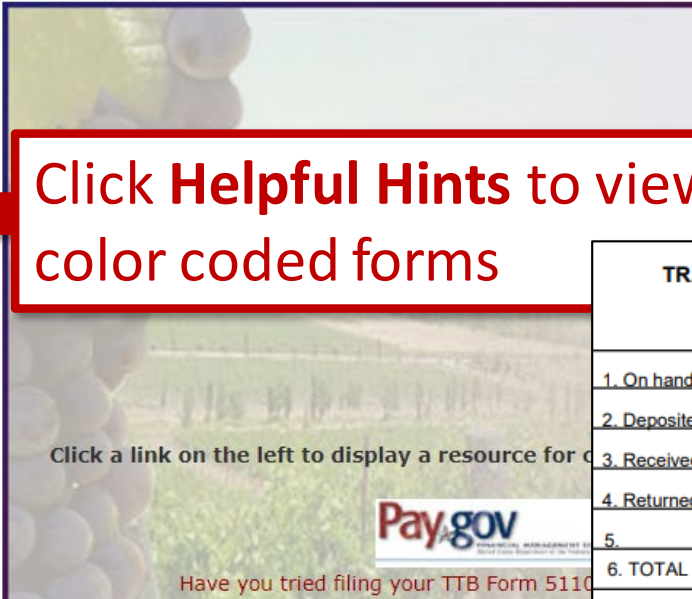 Click Helpful Hints to view
color coded forms
TRA
1. On hand
2. Deposite
3. Received
4. Returned
5.
6. TOTAL
Click a link on the left to display a resource for
Pay.gov
Have you tried filing your TTB Form 5110